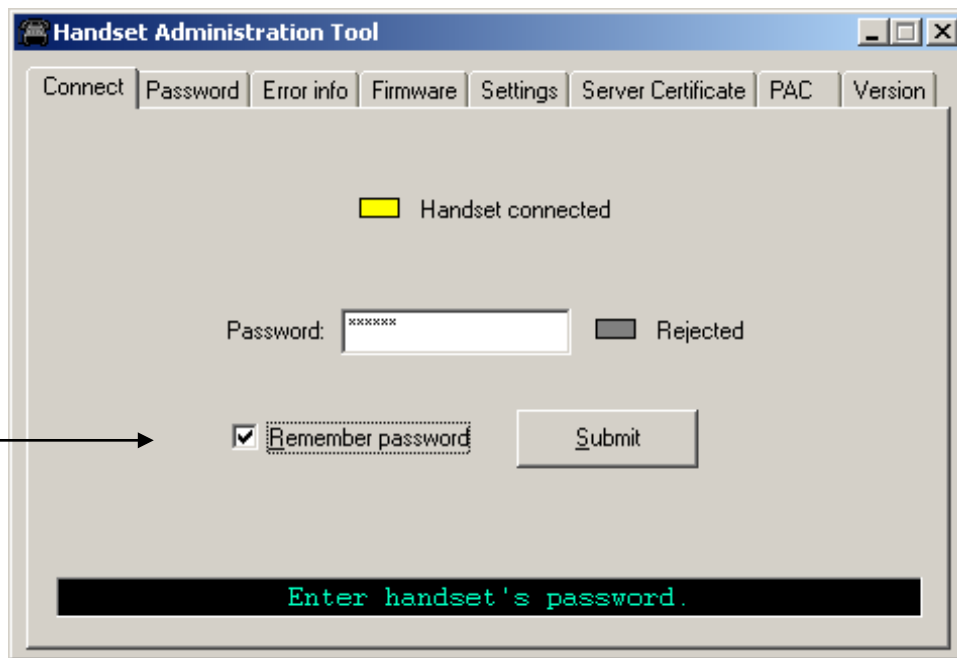 Handset Administration Tool
Connect Password Error info Firmware Settings Server Certificate PAC Version
Handset connected
Password: ****** Rejected
Remember password Submit
Enter handset's password.